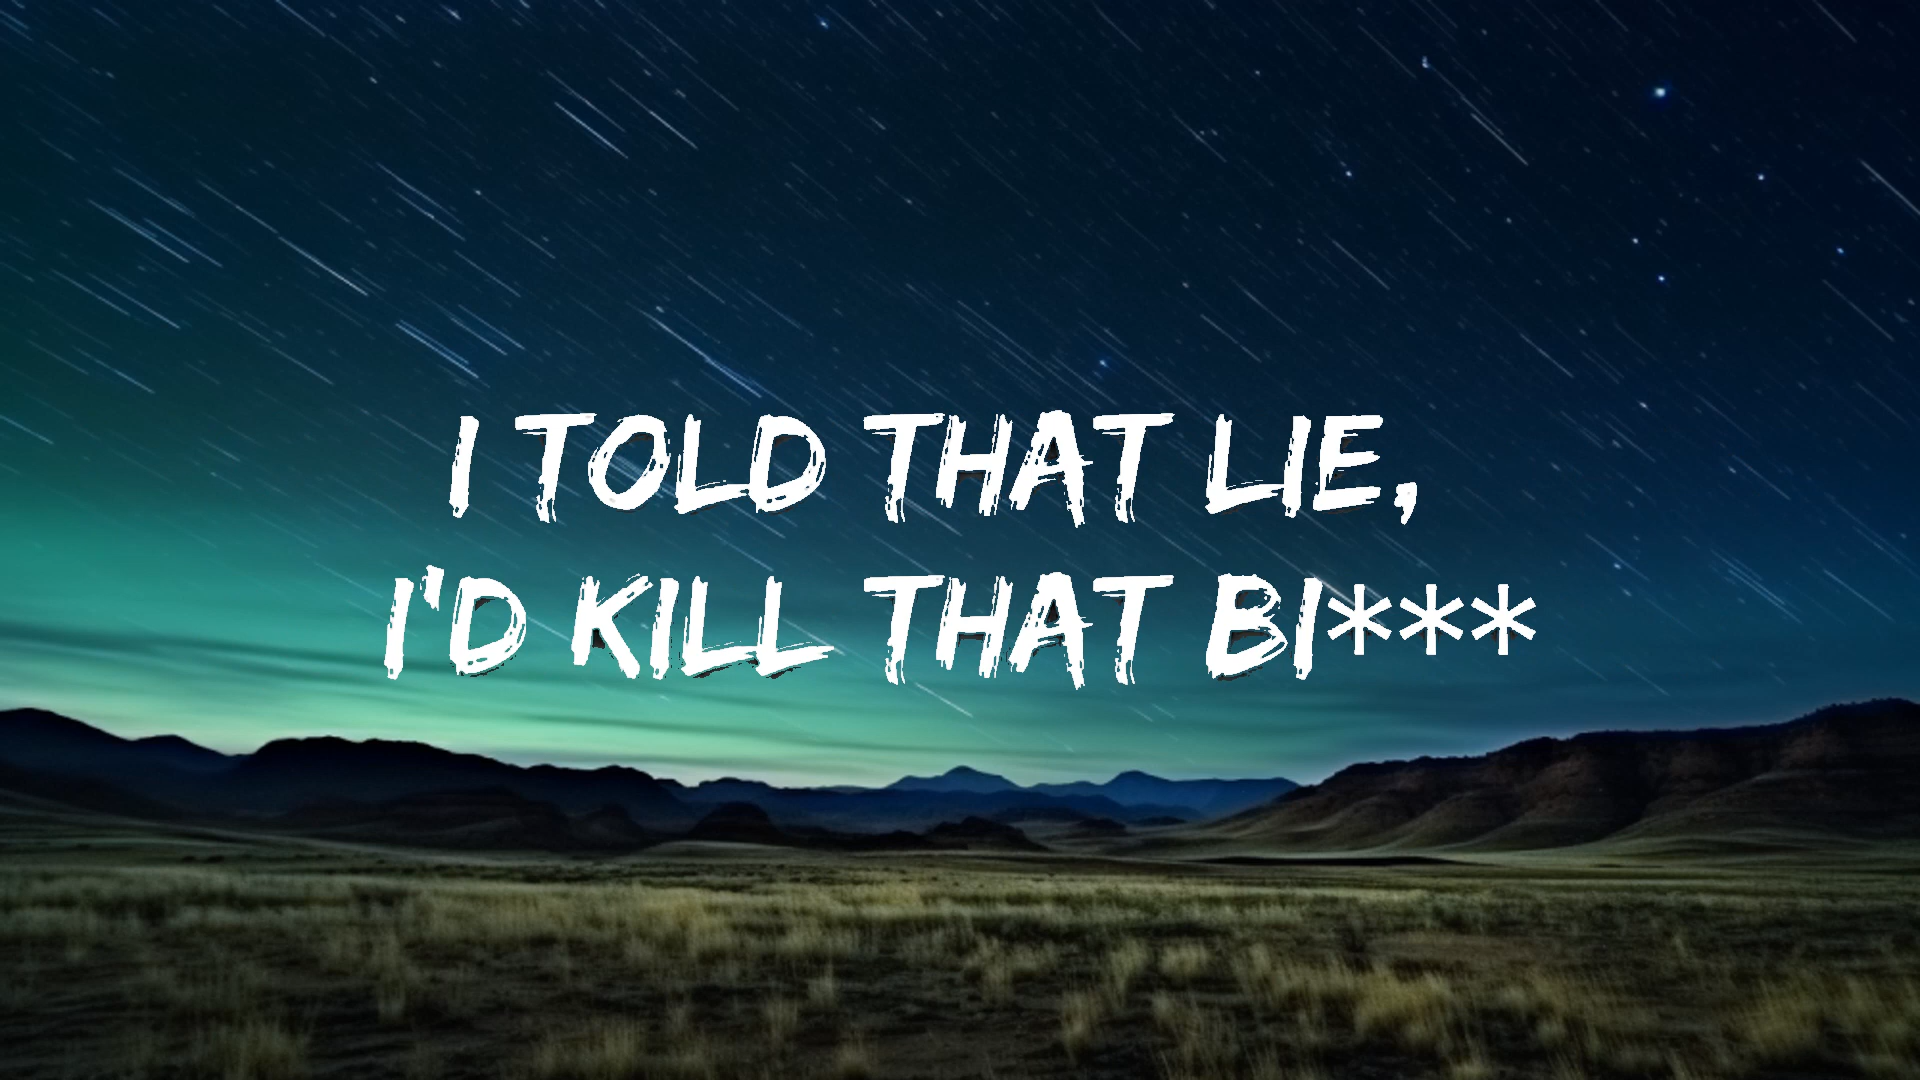 I TOLD THAT LIE,
I'D KILL THAT BI***